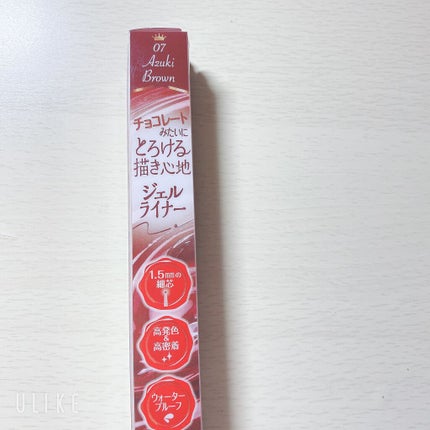 07
Azuki
Brown
チョコレート
みたいに
とろける
描き心地
ジェル
ライナー
1.5mmの
細芯
高発色
&
高密着
ウォーター
プルーフ
ULIKE